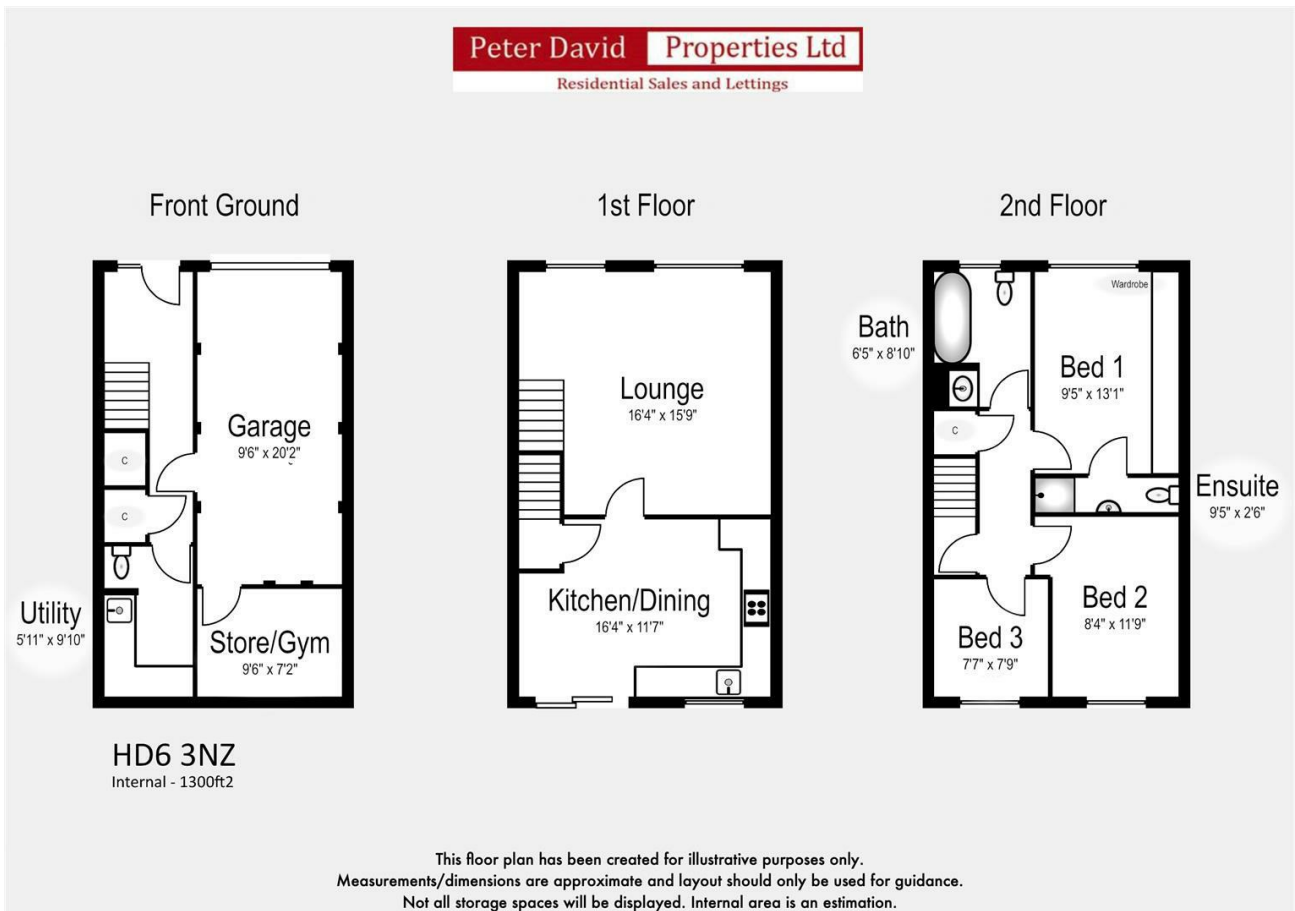 Peter David Properties Ltd
Residential Sales and Lettings
Front Ground
1st Floor
2nd Floor
Garage
9'6" x 20'2"
C
C
Utility
5'11" x 9'10"
Store/Gym
9'6" x 7'2"
Lounge
16'4" x 15'9"
Kitchen/Dining
16'4" x 11'7"
Wardrobe
Bath
6'5" x 8'10"
Bed 1
9'5" x 13'1"
C
Ensuite
9'5" x 2'6"
Bed 2
8'4" x 11'9"
Bed 3
7'7" x 7'9"
HD6 3NZ
Internal - 1300ft2
This floor plan has been created for illustrative purposes only.
Measurements/dimensions are approximate and layout should only be used for guidance.
Not all storage spaces will be displayed. Internal area is an estimation.